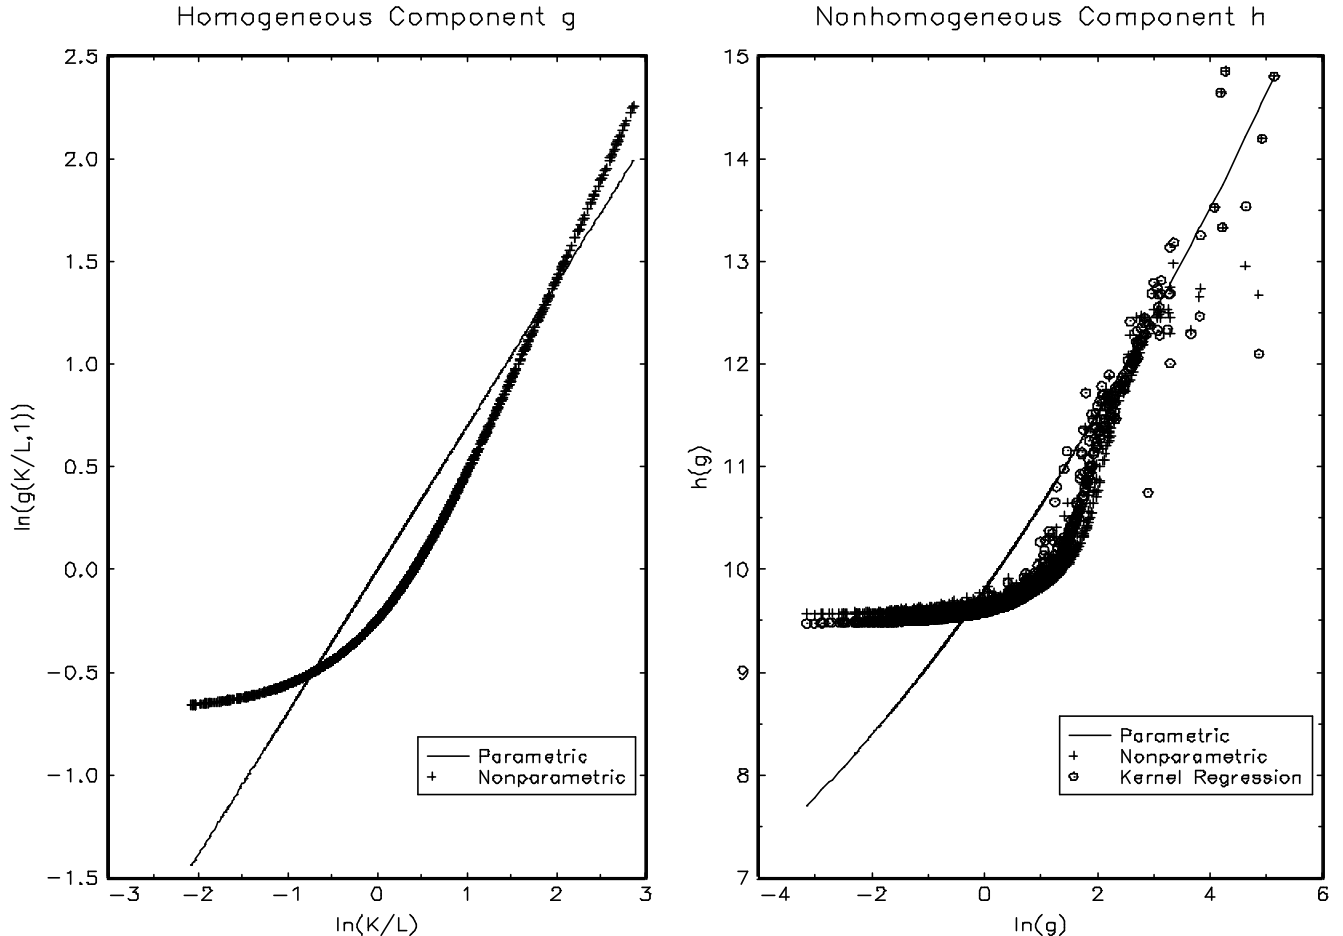 Homogeneous Component g
ln(g(K/L,1))
2.5
2.0
1.5
1.0
0.5
0.0
−0.5
−1.0
−1.5
−3 −2 −1 0 1 2 3
ln(K/L)
Parametric
Nonparametric
Nonhomogeneous Component h
h(g)
15
14
13
12
11
10
9
8
7
−4 −2 0 2 4 6
ln(g)
Parametric
Nonparametric
Kernel Regression